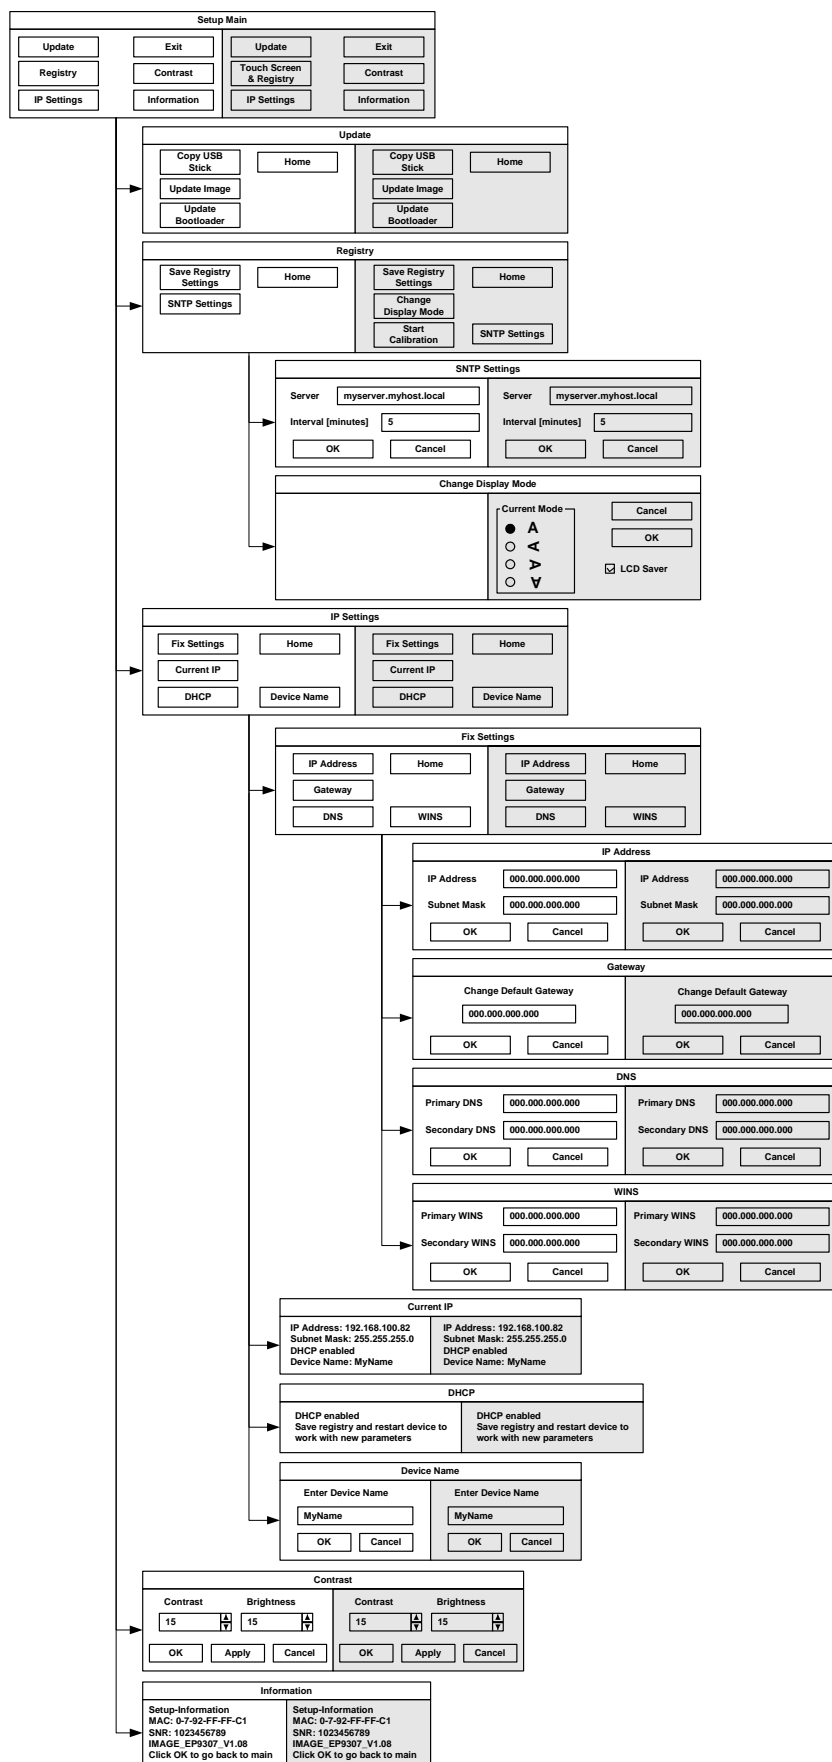 Setup Main
Update Exit Update Exit
Registry Contrast Touch Screen & Registry Contrast
IP Settings Information IP Settings Information
Update
Copy USB Stick Home Copy USB Stick Home
Update Image Update Image
Update Bootloader Update Bootloader
Registry
Save Registry Settings Home Save Registry Settings Home
SNTP Settings Change Display Mode
Start Calibration SNTP Settings
SNTP Settings
Server myserver.myhost.local Server myserver.myhost.local
Interval [minutes] 5 Interval [minutes] 5
OK Cancel OK Cancel
Change Display Mode
Current Mode Cancel
A
A OK
A LCD Saver
A
IP Settings
Fix Settings Home Fix Settings Home
Current IP Current IP
DHCP Device Name DHCP Device Name
Fix Settings
IP Address Home IP Address Home
Gateway Gateway
DNS WINS DNS WINS
IP Address
IP Address 000.000.000.000 IP Address 000.000.000.000
Subnet Mask 000.000.000.000 Subnet Mask 000.000.000.000
OK Cancel OK Cancel
Gateway
Change Default Gateway Change Default Gateway
000.000.000.000 000.000.000.000
OK Cancel OK Cancel
DNS
Primary DNS 000.000.000.000 Primary DNS 000.000.000.000
Secondary DNS 000.000.000.000 Secondary DNS 000.000.000.000
OK Cancel OK Cancel
WINS
Primary WINS 000.000.000.000 Primary WINS 000.000.000.000
Secondary WINS 000.000.000.000 Secondary WINS 000.000.000.000
OK Cancel OK Cancel
Current IP
IP Address: 192.168.100.82 IP Address: 192.168.100.82
Subnet Mask: 255.255.255.0 Subnet Mask: 255.255.255.0
DHCP enabled DHCP enabled
Device Name: MyName Device Name: MyName
DHCP
DHCP enabled DHCP enabled
Save registry and restart device to Save registry and restart device to
work with new parameters work with new parameters
Device Name
Enter Device Name Enter Device Name
MyName MyName
OK Cancel OK Cancel
Contrast
Contrast Brightness Contrast Brightness
15 15 15 15
OK Apply Cancel OK Apply Cancel
Information
Setup-Information Setup-Information
MAC: 0-7-92-FF-FF-C1 MAC: 0-7-92-FF-FF-C1
SNR: 1023456789 SNR: 1023456789
IMAGE_EP9307_V1.08 IMAGE_EP9307_V1.08
Click OK to go back to main Click OK to go back to main